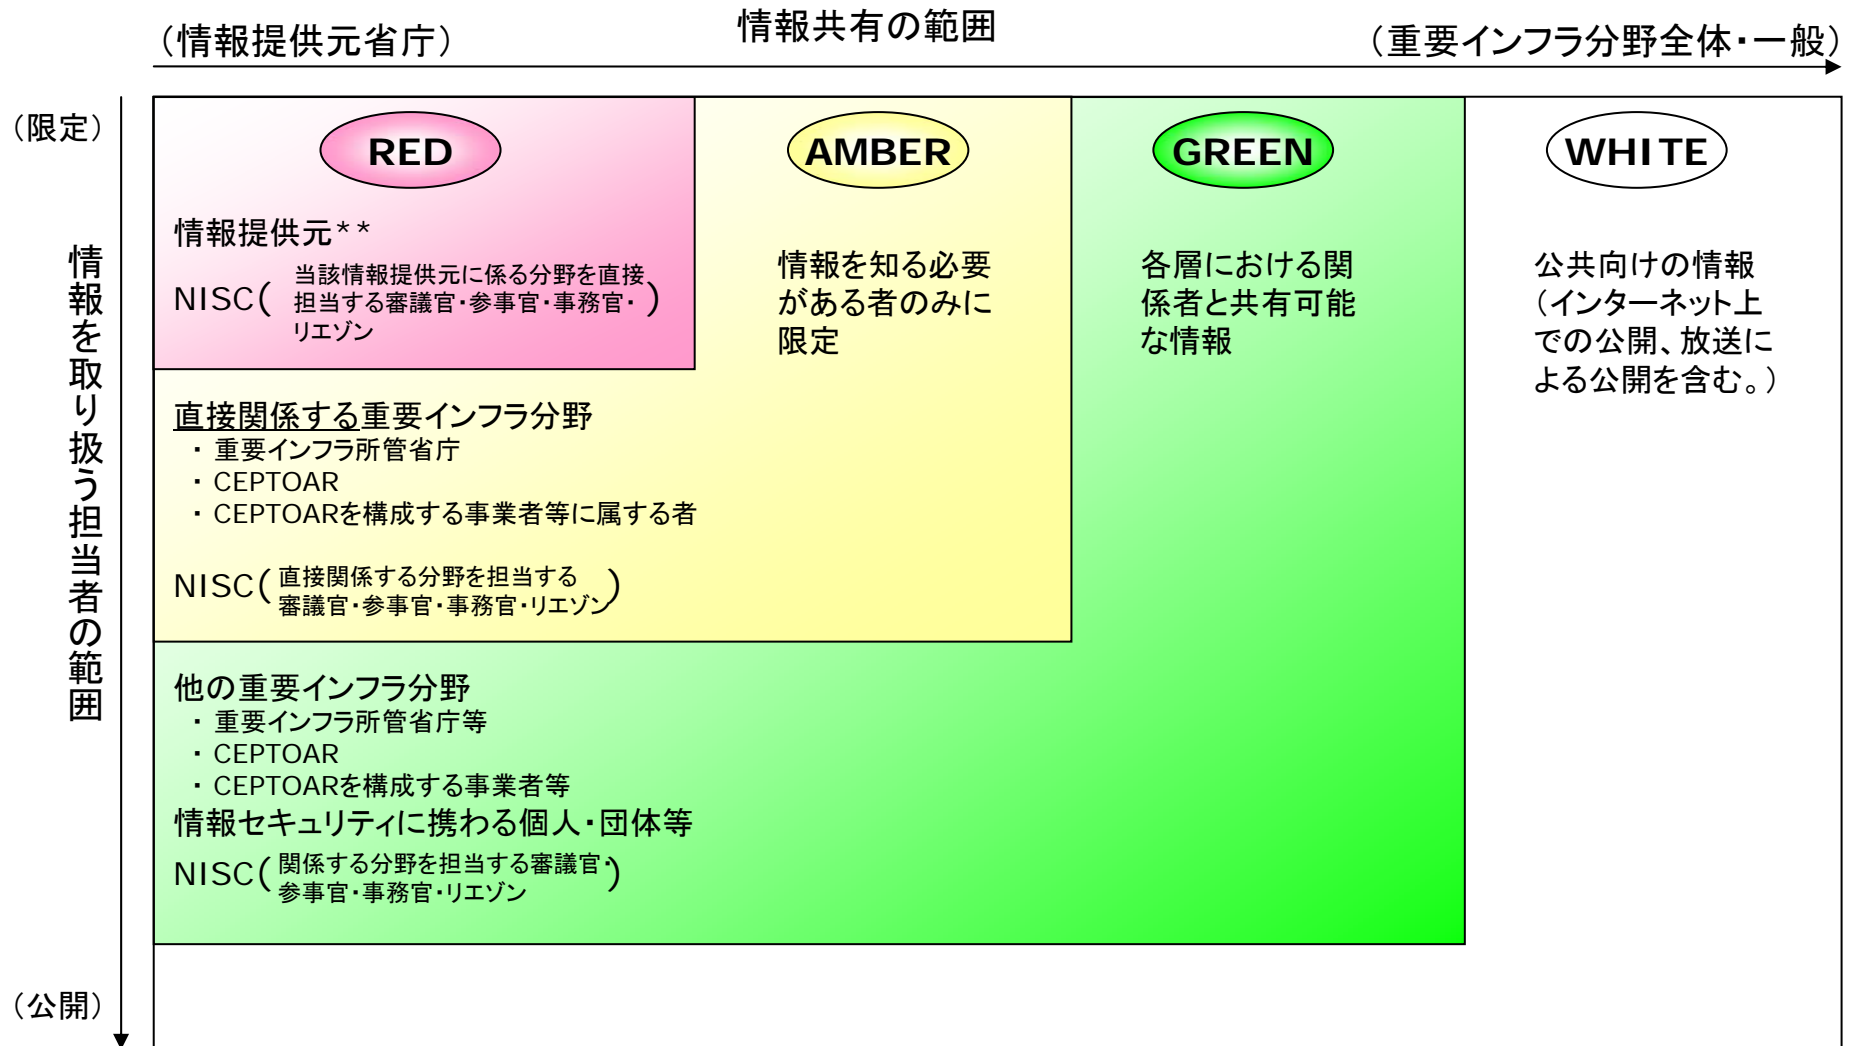 情報共有の範囲
（情報提供元省庁）
（重要インフラ分野全体・一般）
（限定）
情報を取り扱う担当者の範囲
（公開）
RED
AMBER
GREEN
WHITE
情報提供元**
NISC(
当該情報提供元に係る分野を直接
担当する審議官・参事官・事務官・
リエゾン
)
情報を知る必要
がある者のみに
限定
各層における関
係者と共有可能
な情報
公共向けの情報
（インターネット上
での公開、放送に
よる公開を含む。）
直接関係する重要インフラ分野
・ 重要インフラ所管省庁
・ CEPTOAR
・ CEPTOARを構成する事業者等に属する者
NISC(
直接関係する分野を担当する
審議官・参事官・事務官・リエゾン
)
他の重要インフラ分野
・ 重要インフラ所管省庁等
・ CEPTOAR
・ CEPTOARを構成する事業者等
情報セキュリティに携わる個人・団体等
NISC(
関係する分野を担当する審議官・
参事官・事務官・リエゾン
)